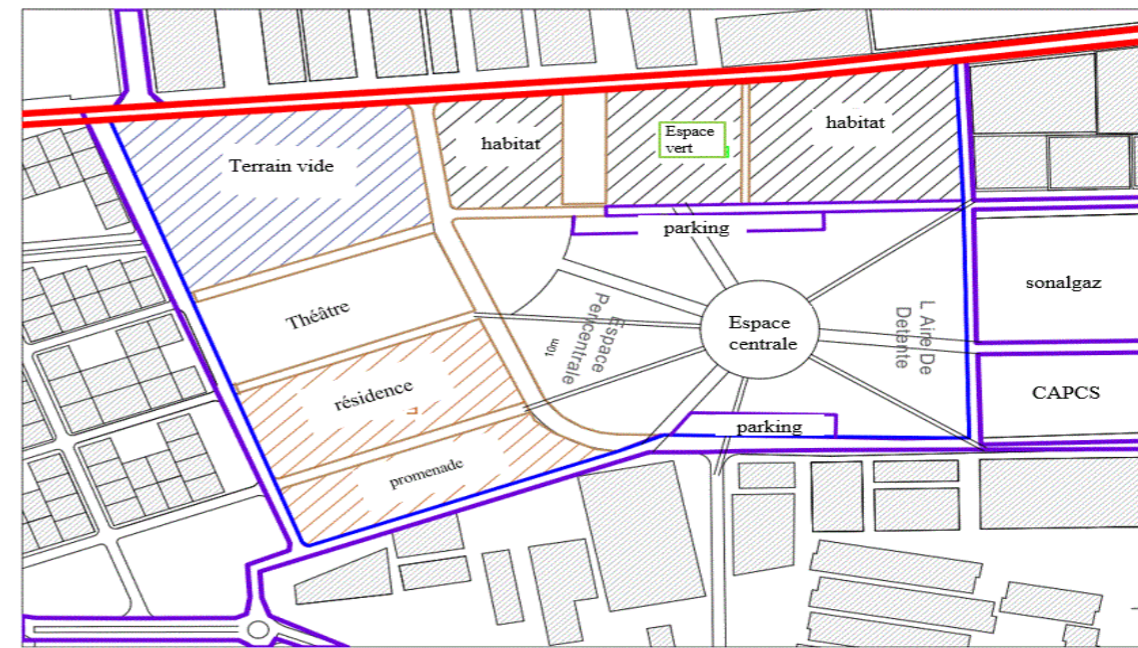 Terrain vide
habitat
Espace
vert
habitat
parking
Théâtre
Espace
Pericentrale
10m
Espace
centrale
L Aire De
Detente
sonalgaz
résidence
CAPCS
parking
promenade